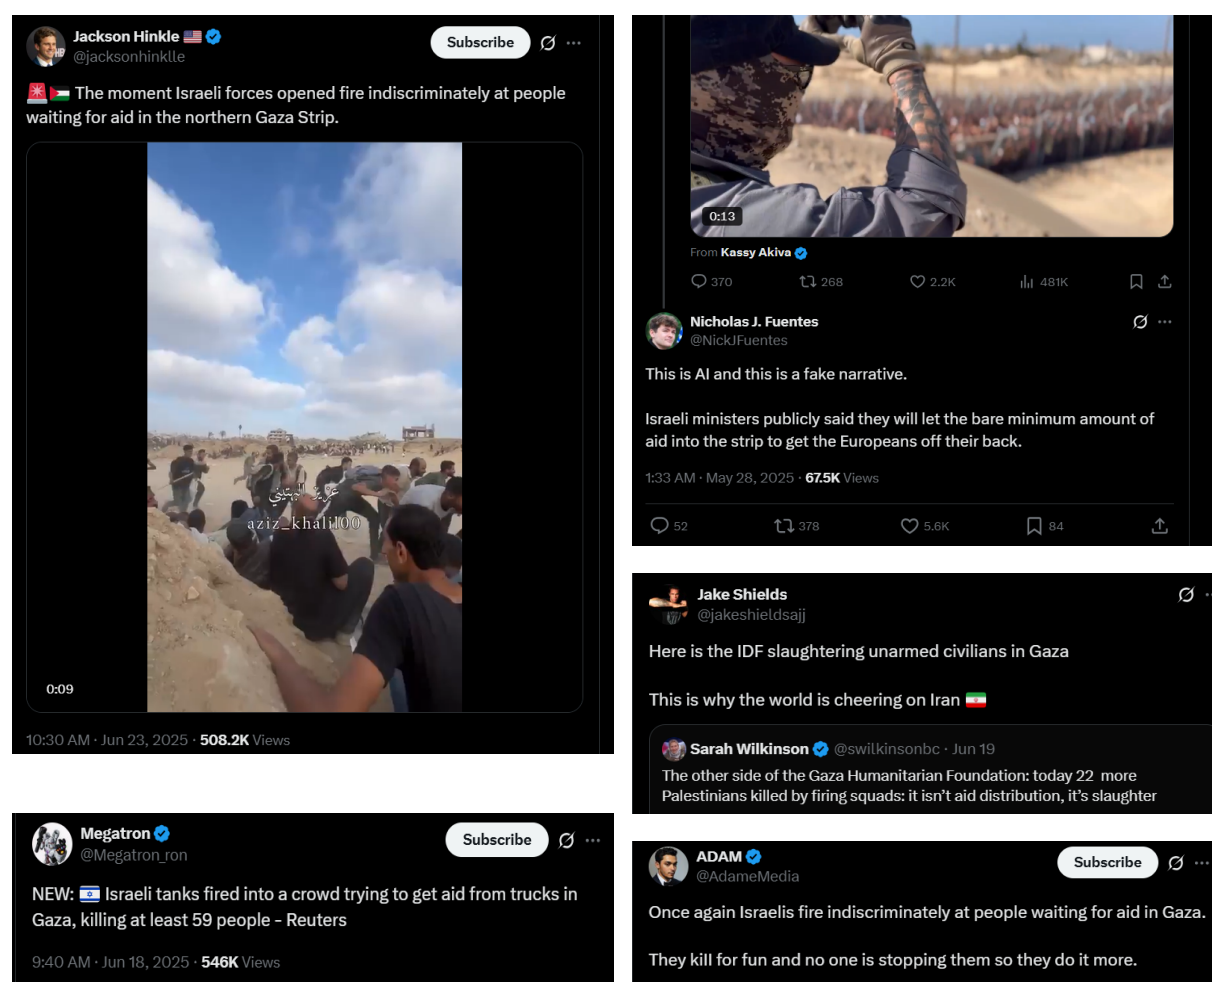 Jackson Hinkle 🇺🇸
@jacksonhinklle
Subscribe
🚨🇵🇸 The moment Israeli forces opened fire indiscriminately at people
waiting for aid in the northern Gaza Strip.
عزيز البهتيني
aziz_khalil00
0:09
10:30 AM · Jun 23, 2025 · 508.2K Views
Megatron
@Megatron_ron
Subscribe
NEW: 🇮🇱 Israeli tanks fired into a crowd trying to get aid from trucks in
Gaza, killing at least 59 people - Reuters
9:40 AM · Jun 18, 2025 · 546K Views
0:13
From Kassy Akiva
370 268 2.2K 481K
Nicholas J. Fuentes
@NickJFuentes
This is AI and this is a fake narrative.
Israeli ministers publicly said they will let the bare minimum amount of
aid into the strip to get the Europeans off their back.
1:33 AM · May 28, 2025 · 67.5K Views
52 378 5.6K 84
Jake Shields
@jakeshieldsajj
Here is the IDF slaughtering unarmed civilians in Gaza
This is why the world is cheering on Iran 🇮🇷
Sarah Wilkinson @swilkinsonbc · Jun 19
The other side of the Gaza Humanitarian Foundation: today 22 more
Palestinians killed by firing squads: it isn't aid distribution, it's slaughter
ADAM
@AdameMedia
Subscribe
Once again Israelis fire indiscriminately at people waiting for aid in Gaza.
They kill for fun and no one is stopping them so they do it more.